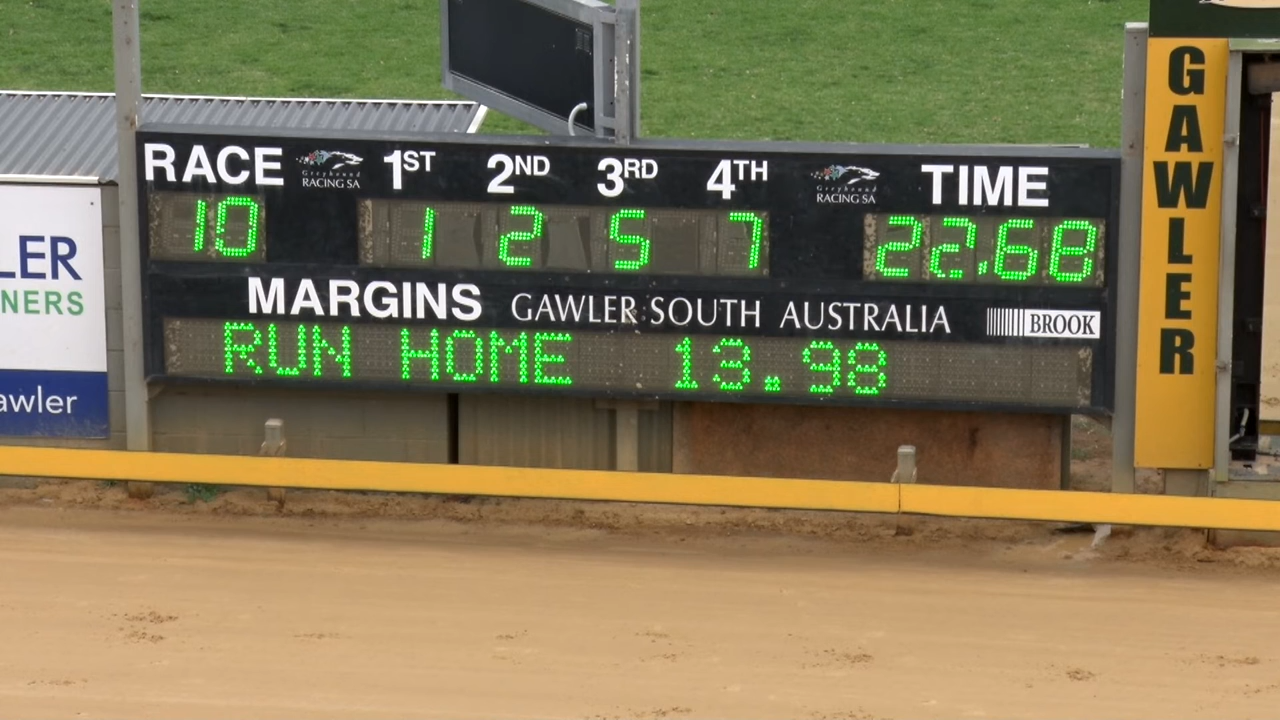 RACE Greyhound RACING SA 1ST 2ND 3RD 4TH Greyhound RACING SA TIME
10 1 2 5 7 22.68
MARGINS GAWLER SOUTH AUSTRALIA BROOK
RUN HOME 13.98
LER
NERS
awler
GAWLER